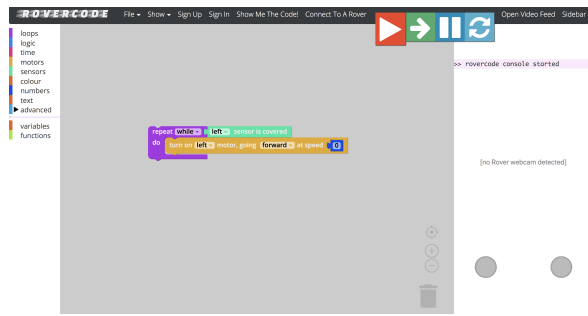 ROVERCODE File Show Sign Up Sign In Show Me The Code! Connect To A Rover Open Video Feed Sidebar
loops
logic
time
motors
sensors
colour
numbers
text
advanced
variables
functions
repeat while left sensor is covered
do turn on left motor, going forward at speed 0
>> rovercode console started
[no Rover webcam detected]